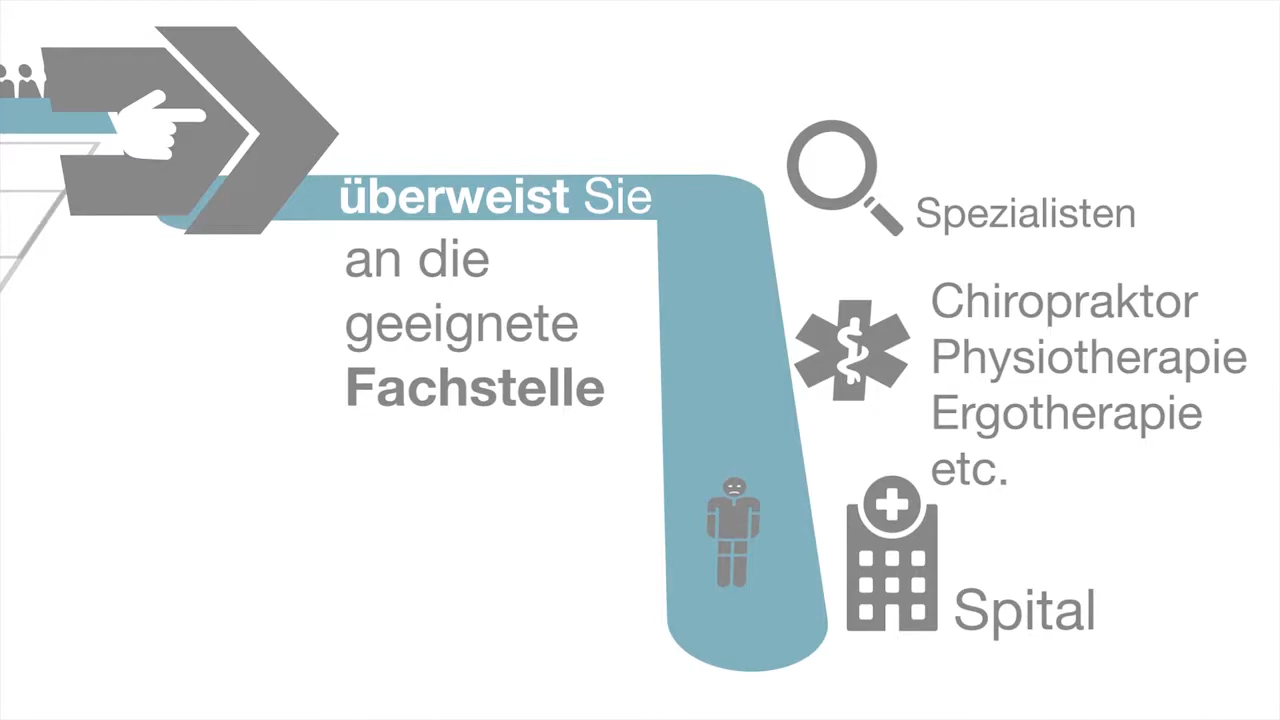 überweist Sie
an die
geeignete
Fachstelle
Spezialisten
Chiropraktor
Physiotherapie
Ergotherapie
etc.
Spital